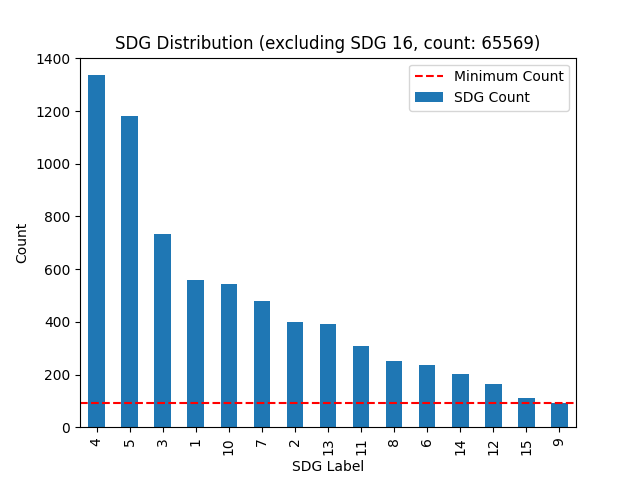 SDG Distribution (excluding SDG 16, count: 65569)
1400
1200
1000
800
600
400
200
0
Count
Minimum Count
SDG Count
4 5 3 1 10 7 2 13 11 8 6 14 12 15 9
SDG Label